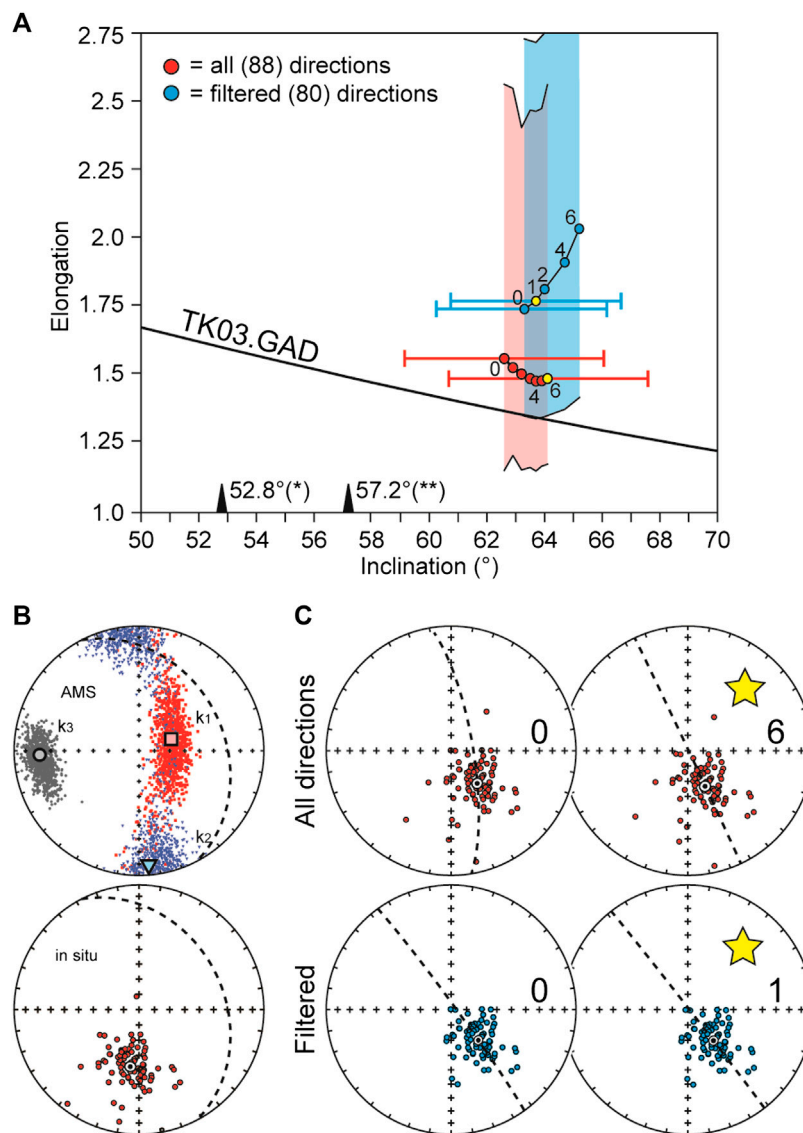 A
2.75
2.5
2.25
2.0
1.75
1.5
1.25
1.0
Elongation
= all (88) directions
= filtered (80) directions
6
4
2
1
0
0
4
6
TK03.GAD
52.8°(*)
57.2°(**)
50 52 54 56 58 60 62 64 66 68 70
Inclination (°)
B
AMS
k3
k1
k2
in situ
C
All directions
0
6
Filtered
0
1